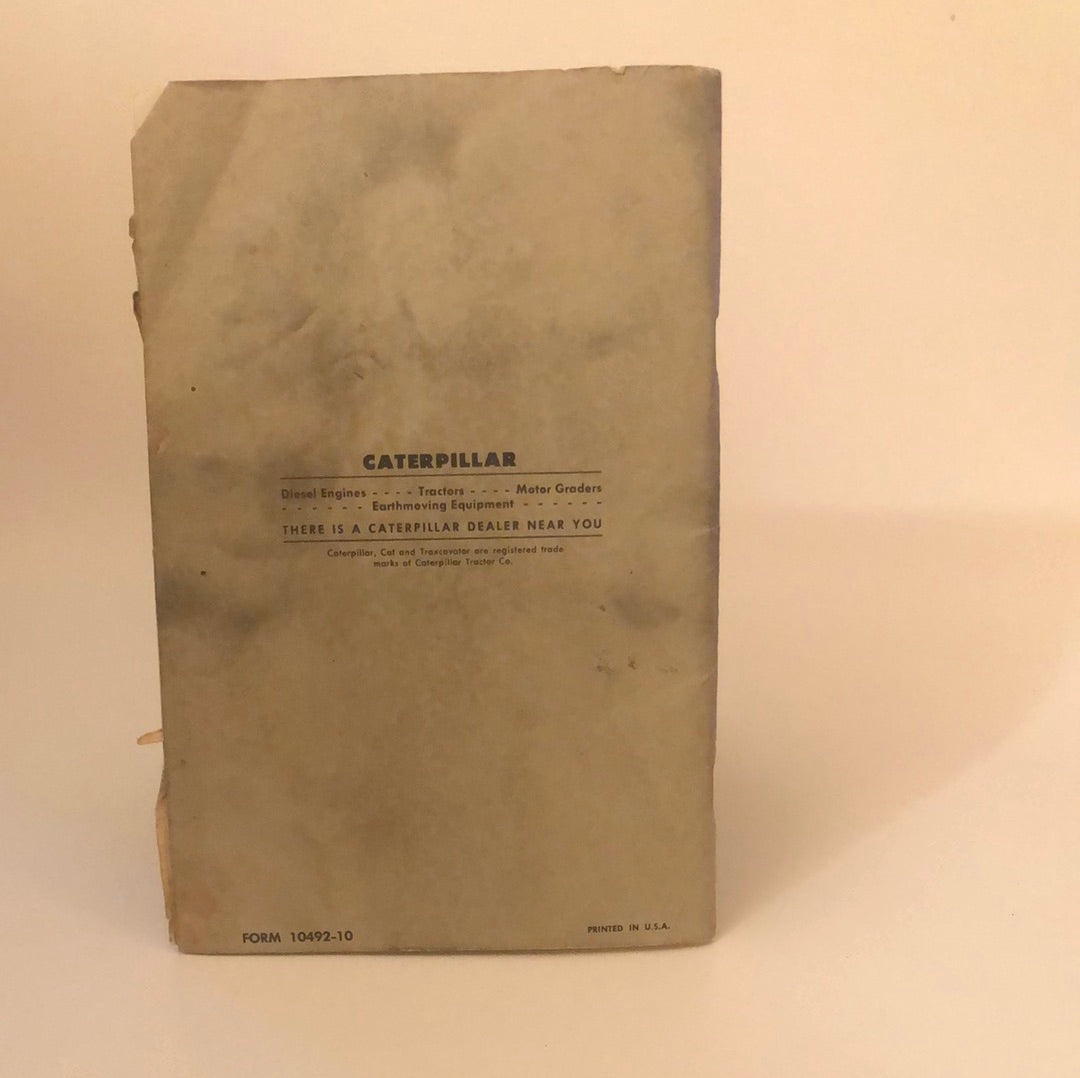 CATERPILLAR
Diesel Engines - - - - Tractors - - - - Motor Graders
- - - - - - Earthmoving Equipment - - - - - -
THERE IS A CATERPILLAR DEALER NEAR YOU
Caterpillar, Cat and Traxcavator are registered trade
marks of Caterpillar Tractor Co.
FORM 10492-10
PRINTED IN U.S.A.